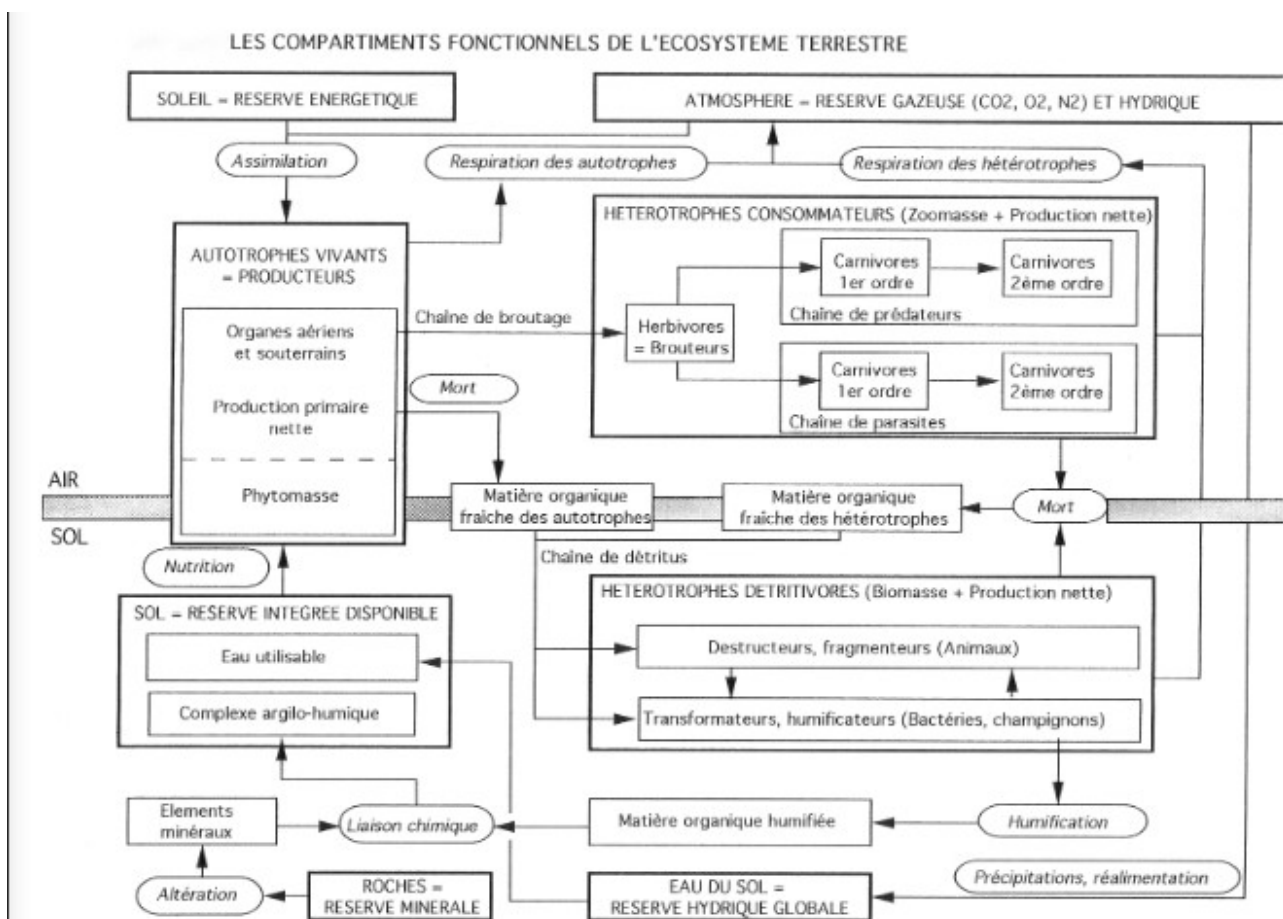 LES COMPARTIMENTS FONCTIONNELS DE L'ECOSYSTEME TERRESTRE
SOLEIL = RESERVE ENERGETIQUE
ATMOSPHERE = RESERVE GAZEUSE (CO2, O2, N2) ET HYDRIQUE
Assimilation
Respiration des autotrophes
Respiration des hétérotrophes
AUTOTROPHES VIVANTS
= PRODUCTEURS
Organes aériens
et souterrains
Production primaire
nette
Phytomasse
Chaîne de broutage
Mort
HETEROTROPHES CONSOMMATEURS (Zoomasse + Production nette)
Herbivores
= Brouteurs
Carnivores
1er ordre
Carnivores
2ème ordre
Chaîne de prédateurs
Carnivores
1er ordre
Carnivores
2ème ordre
Chaîne de parasites
AIR
SOL
Matière organique
fraîche des autotrophes
Matière organique
fraîche des hétérotrophes
Mort
Nutrition
Chaîne de détritus
SOL = RESERVE INTEGREE DISPONIBLE
Eau utilisable
Complexe argilo-humique
HETEROTROPHES DETRITIVORES (Biomasse + Production nette)
Destructeurs, fragmenteurs (Animaux)
Transformateurs, humificateurs (Bactéries, champignons)
Elements
minéraux
Liaison chimique
Matière organique humifiée
Humification
Altération
ROCHES =
RESERVE MINERALE
EAU DU SOL =
RESERVE HYDRIQUE GLOBALE
Précipitations, réalimentation